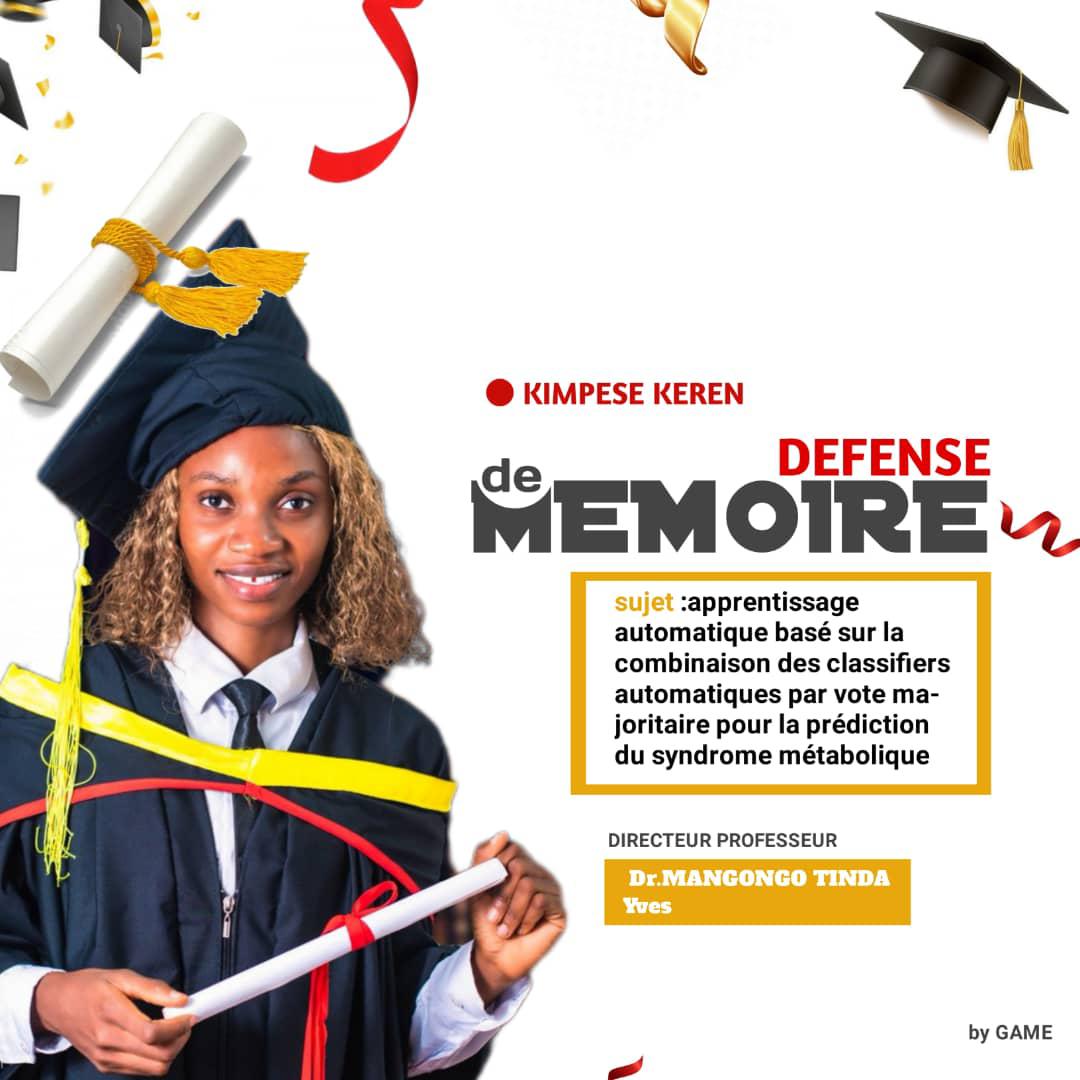 KIMPESE KEREN
DEFENSE
de
MEMOIRE
sujet :apprentissage
automatique basé sur la
combinaison des classifiers
automatiques par vote ma-
joritaire pour la prédiction
du syndrome métabolique
DIRECTEUR PROFESSEUR
Dr.MANGONGO TINDA
Yves
by GAME